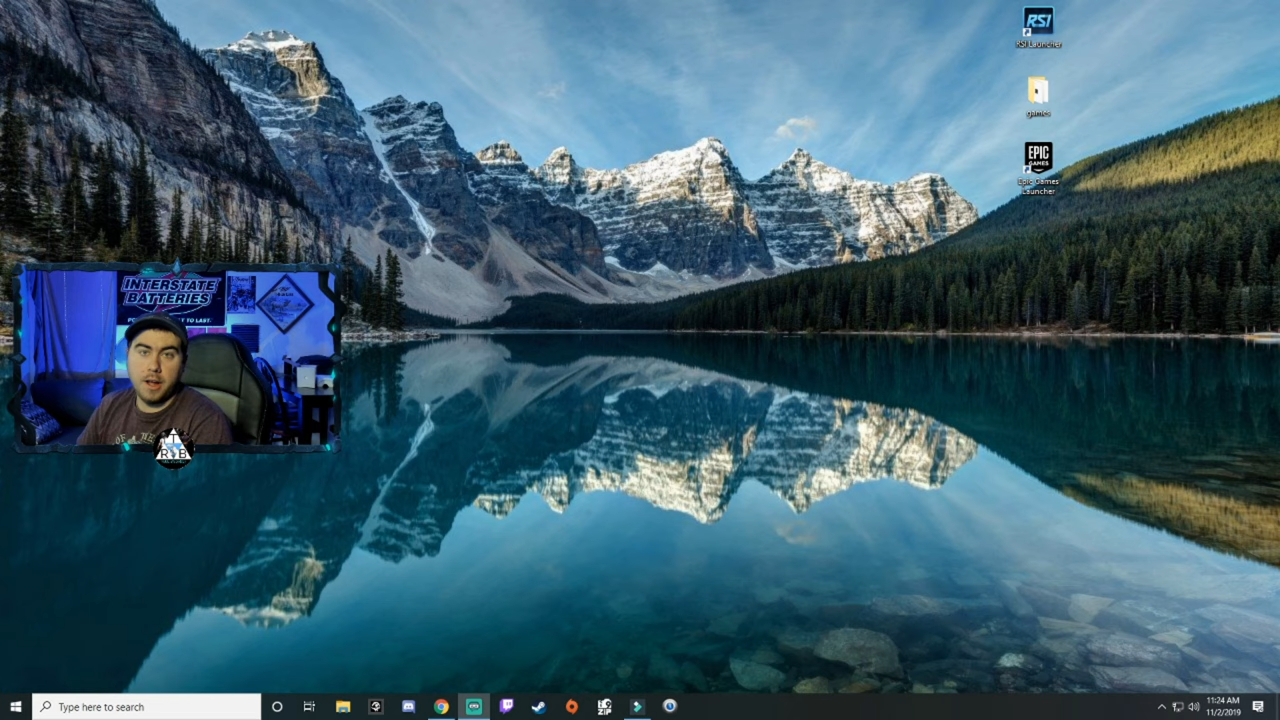 RSI
RSI Launcher
games
EPIC
GAMES
Epic Games
Launcher
INTERSTATE
BATTERIES
T
R B
Type here to search
ZIP
11:24 AM
11/2/2019